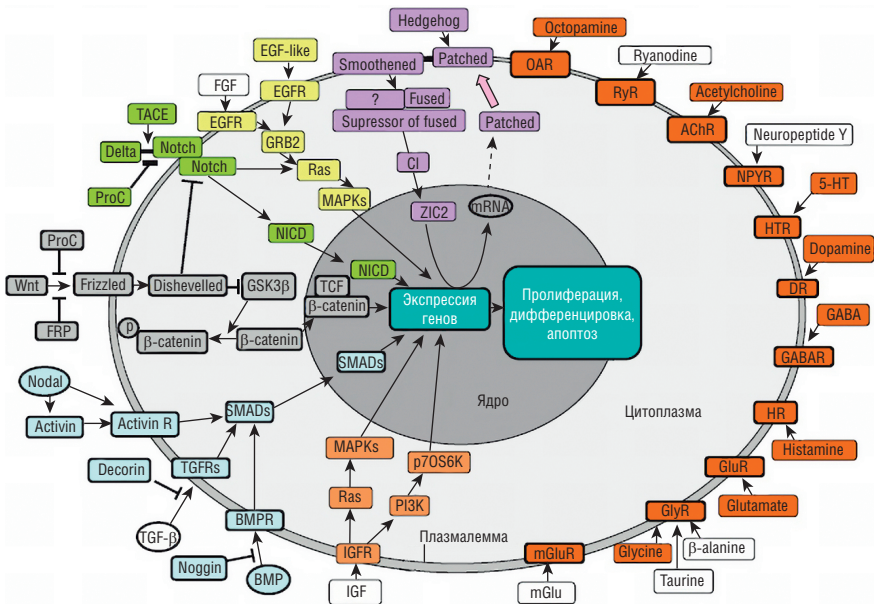 Hedgehog
Octopamine
EGF-like
Smoothened
Patched
OAR
Ryanodine
FGF
EGFR
?
Fused
RyR
Acetylcholine
TACE
EGFR
Supressor of fused
Patched
AChR
Delta
Notch
GRB2
Neuropeptide Y
Notch
Ras
CI
NPYR
5-HT
ProC
MAPKs
ZIC2
mRNA
HTR
NICD
Dopamine
ProC
NICD
DR
Wnt
Frizzled
Dishevelled
GSK3β
TCF
β-catenin
Экспрессия
генов
Пролиферация,
дифференцировка,
апоптоз
GABA
FRP
p
β-catenin
β-catenin
GABAR
SMADs
Nodal
Ядро
Цитоплазма
HR
Activin
Activin R
SMADs
Histamine
MAPKs
p7OS6K
GluR
Decorin
TGFRs
Ras
PI3K
Glutamate
TGF-β
BMPR
Плазмалемма
GlyR
Noggin
IGFR
mGluR
Glycine
β-alanine
BMP
IGF
mGlu
Taurine